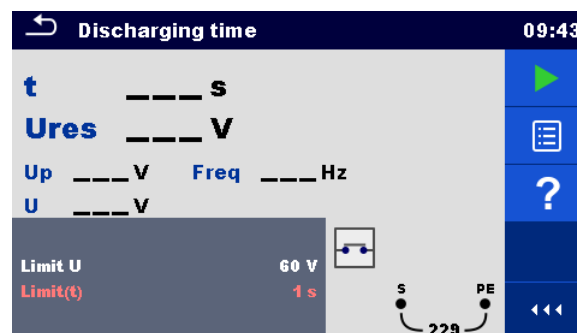 Discharging time 09:43
t ___ s
Ures ___ V
Up ___ V Freq ___ Hz
U ___ V
Limit U 60 V
Limit(t) 1 s
S PE
229
?